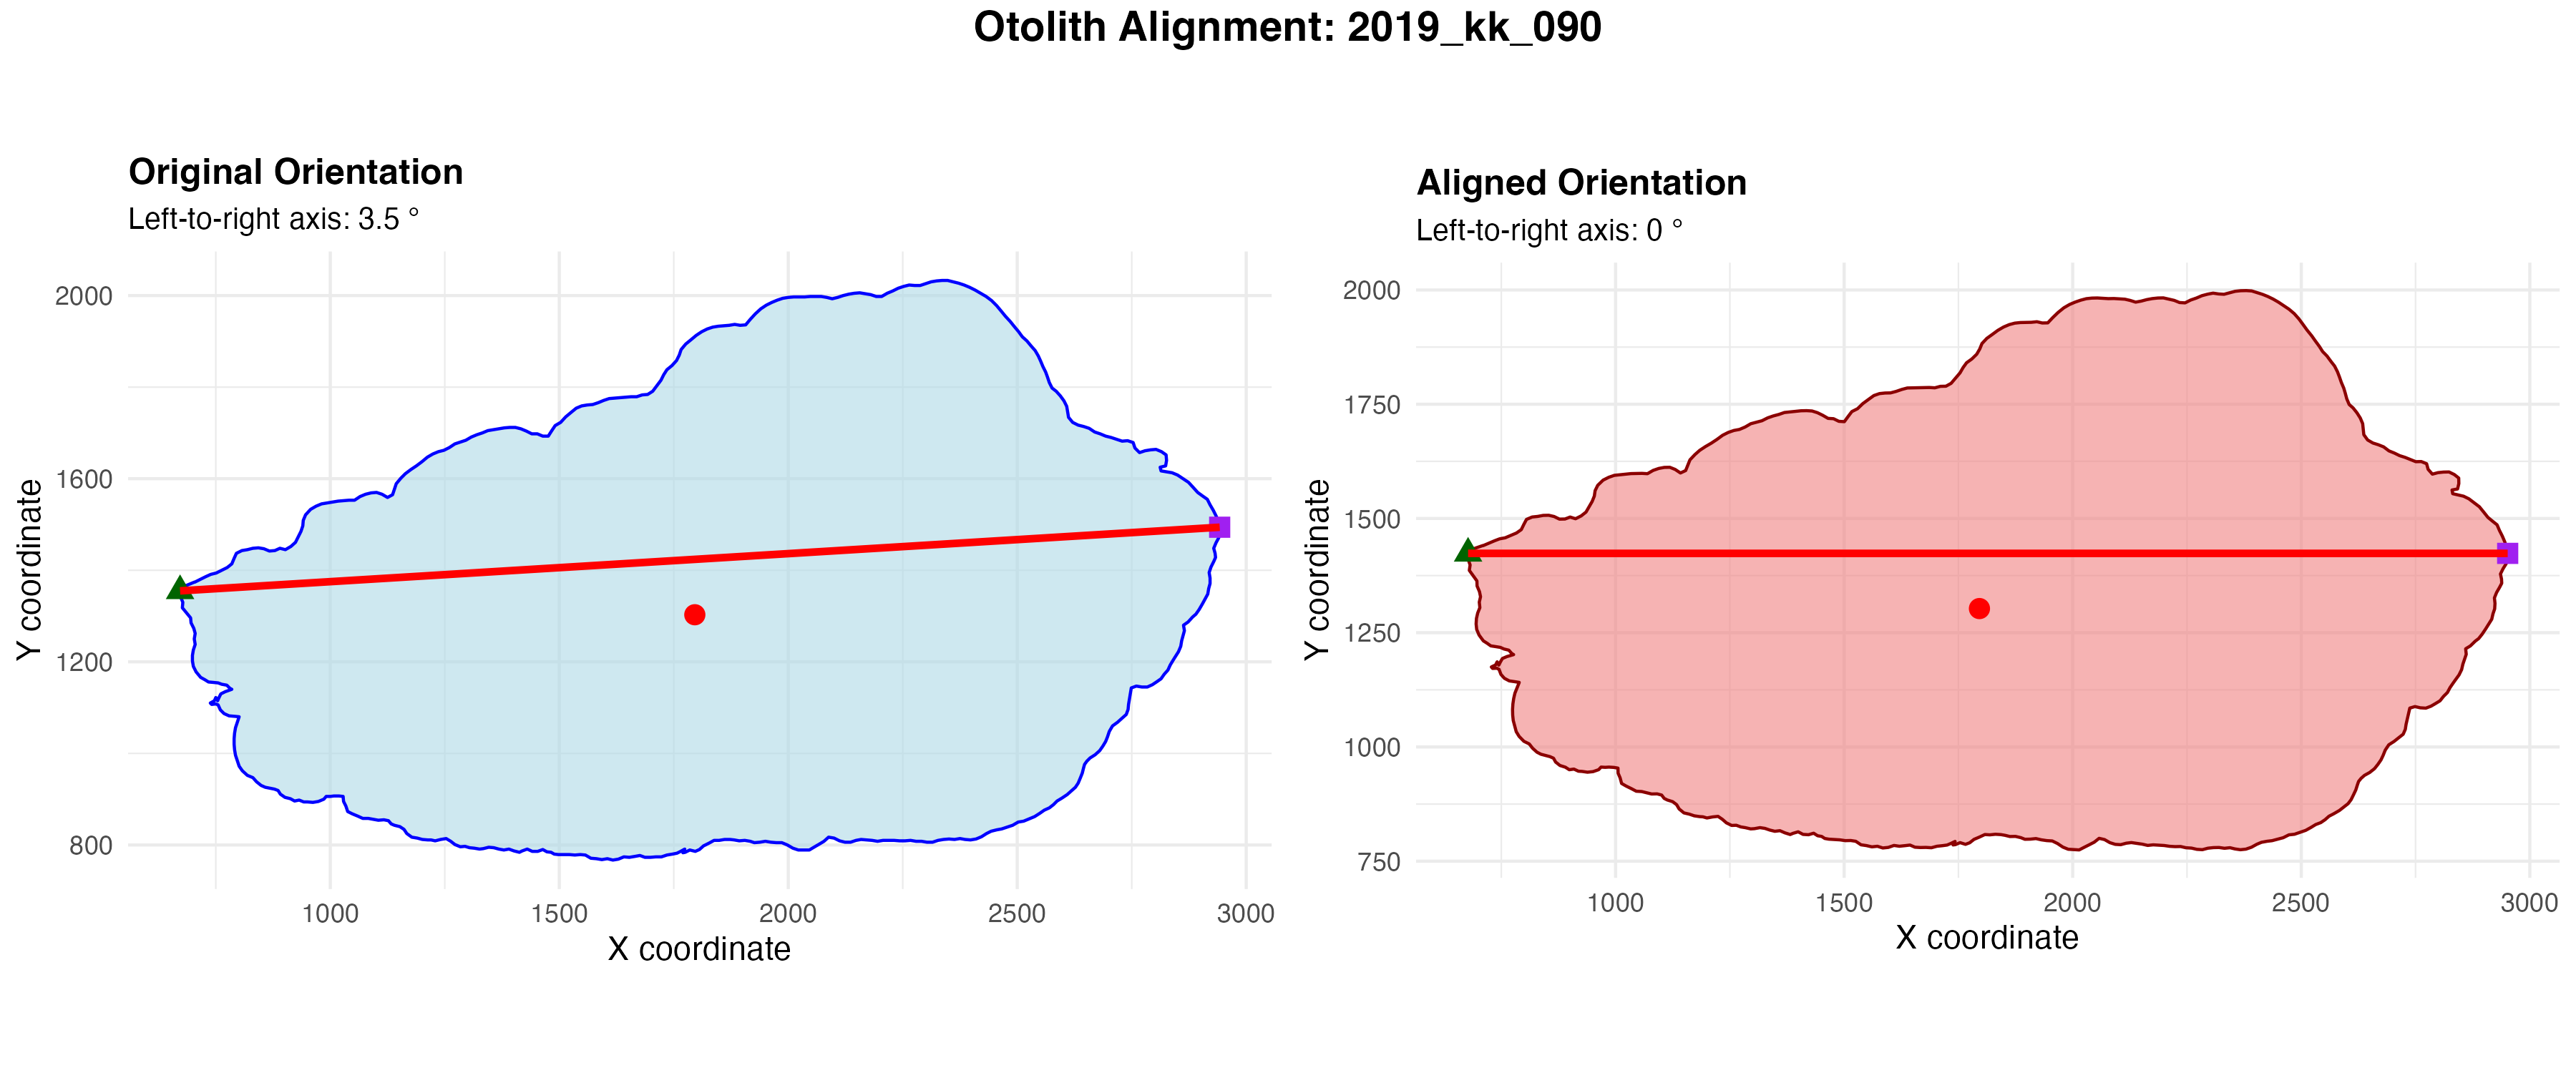 Otolith Alignment: 2019_kk_090
Original Orientation
Left-to-right axis: 3.5 °
Y coordinate
2000
1600
1200
800
1000
1500
2000
2500
3000
X coordinate
Aligned Orientation
Left-to-right axis: 0 °
Y coordinate
2000
1750
1500
1250
1000
750
1000
1500
2000
2500
3000
X coordinate